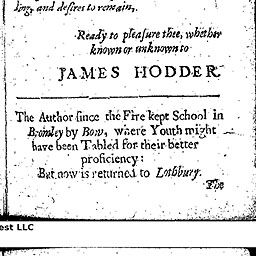 ling, and desires to remain,
Ready to pleasure thee, whether
known or unknown to
JAMES HODDER.
The Author since the Fire kept School in
Bromley by Bow, where Youth might
have been Tabled for their better
proficiency:
But now is returned to Lothbury.
The
est LLC